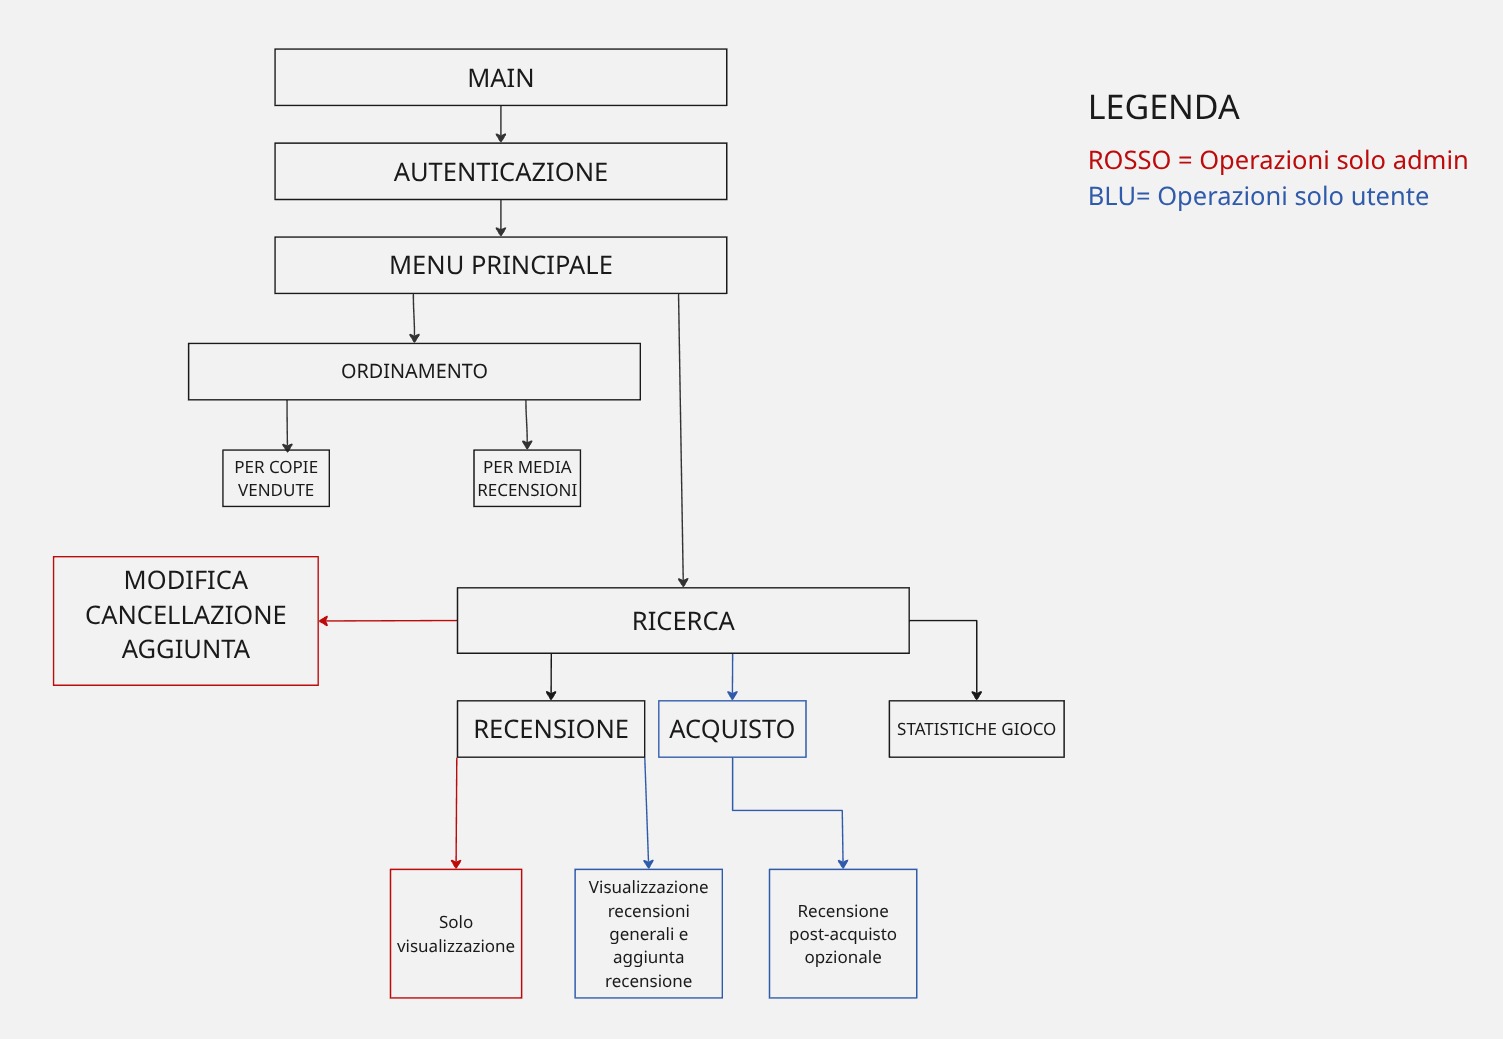 MAIN
LEGENDA
ROSSO = Operazioni solo admin
BLU= Operazioni solo utente
AUTENTICAZIONE
MENU PRINCIPALE
ORDINAMENTO
PER COPIE
VENDUTE
PER MEDIA
RECENSIONI
MODIFICA
CANCELLAZIONE
AGGIUNTA
RICERCA
RECENSIONE
ACQUISTO
STATISTICHE GIOCO
Solo
visualizzazione
Visualizzazione
recensioni
generali e
aggiunta
recensione
Recensione
post-acquisto
opzionale